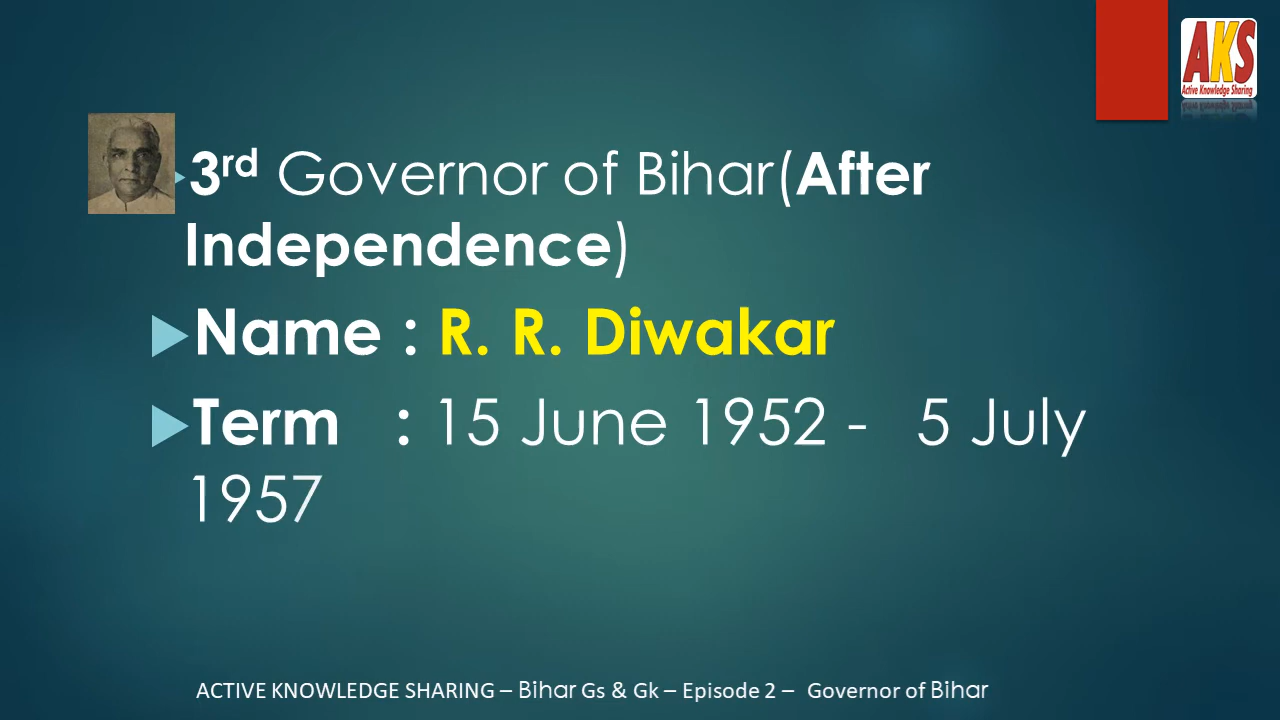 AKS
Active Knowledge Sharing
3rd Governor of Bihar(After
Independence)
Name : R. R. Diwakar
Term : 15 June 1952 - 5 July
1957
ACTIVE KNOWLEDGE SHARING – Bihar Gs & Gk – Episode 2 – Governor of Bihar